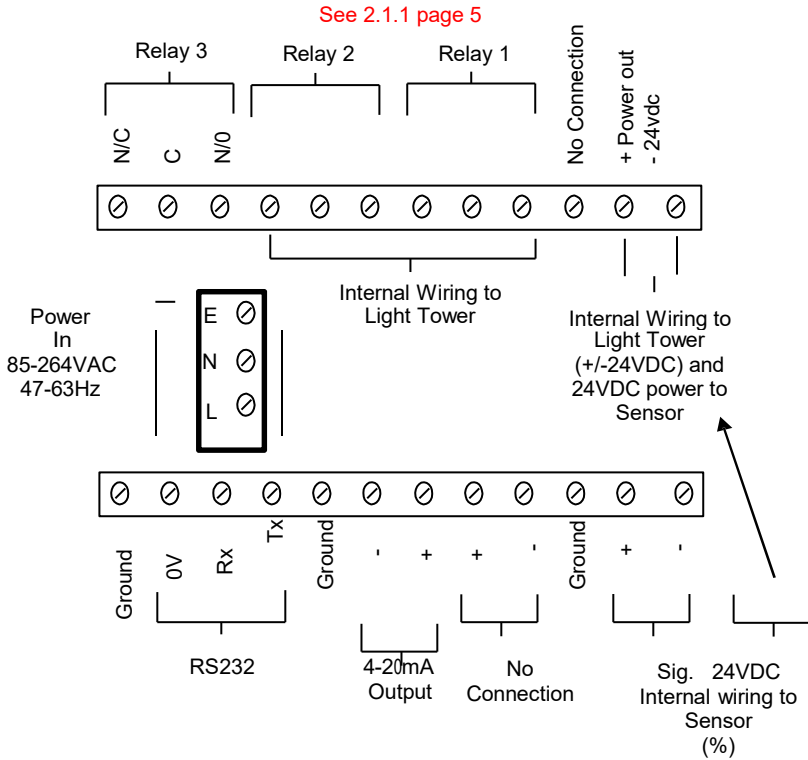 See 2.1.1 page 5
Relay 3
Relay 2
Relay 1
N/C
C
N/0
No Connection
+ Power out
- 24vdc
Internal Wiring to
Light Tower
Internal Wiring to
Light Tower
(+/-24VDC) and
24VDC power to
Sensor
Power
In
85-264VAC
47-63Hz
E
N
L
Ground
0V
Rx
Tx
Ground
-
+
+
-
Ground
+
-
RS232
4-20mA
Output
No
Connection
Sig. 24VDC
Internal wiring to
Sensor
(%)